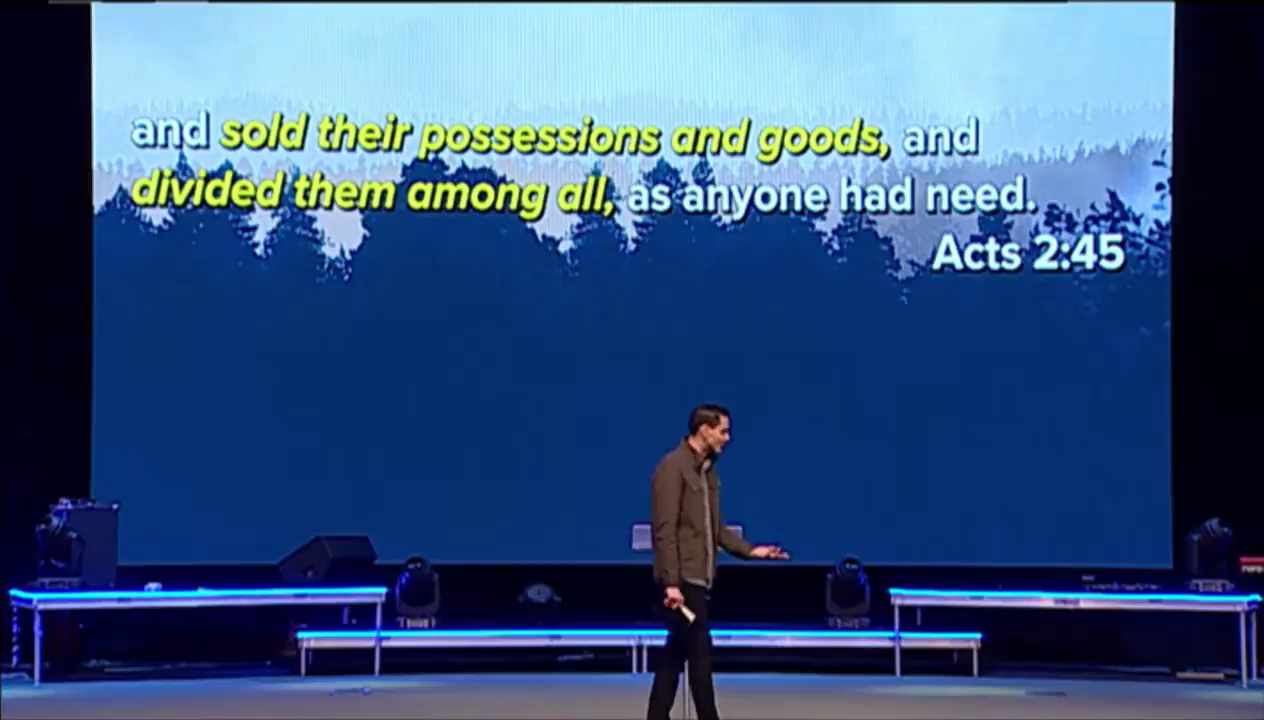 and sold their possessions and goods, and
divided them among all, as anyone had need.
Acts 2:45